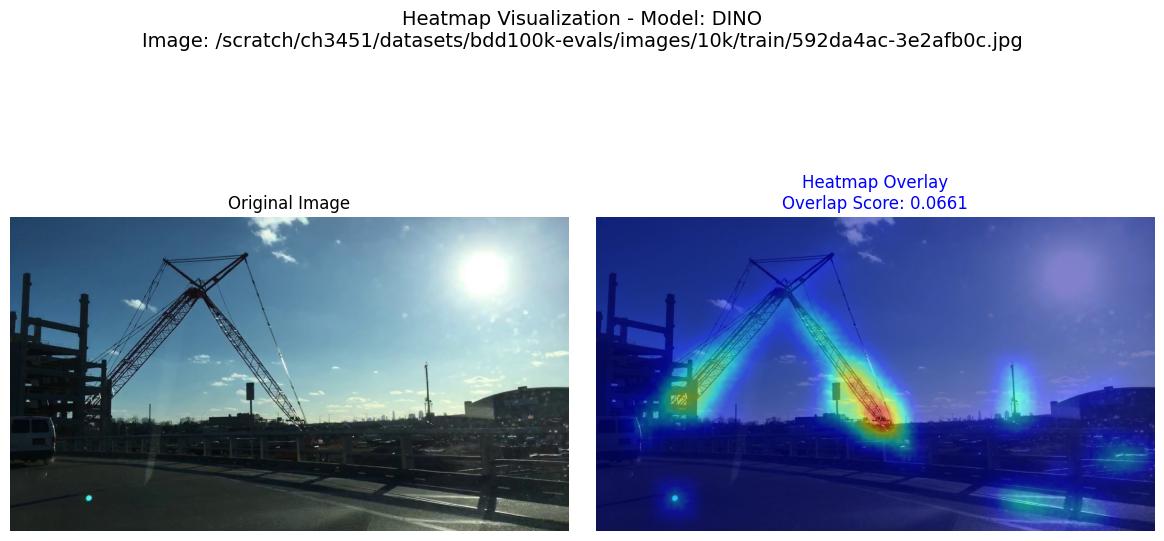 Heatmap Visualization - Model: DINO
Image: /scratch/ch3451/datasets/bdd100k-evals/images/10k/train/592da4ac-3e2afb0c.jpg
Original Image
Heatmap Overlay
Overlap Score: 0.0661